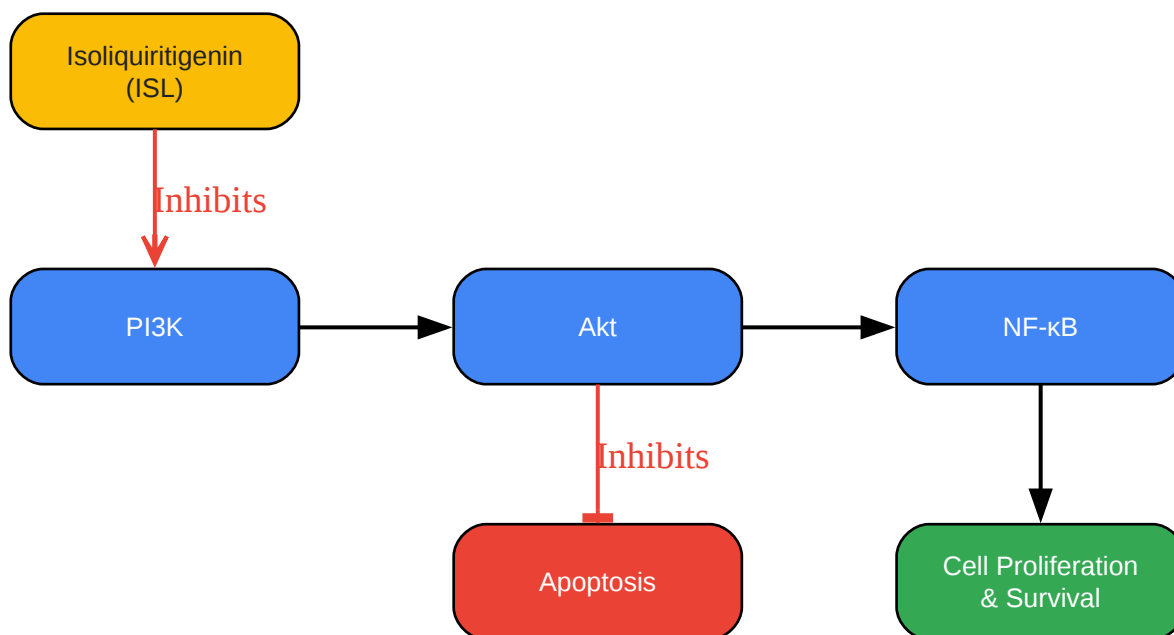 Isoliquiritigenin
(ISL)
Inhibits
PI3K
Akt
NF-κB
Inhibits
Apoptosis
Cell Proliferation
& Survival